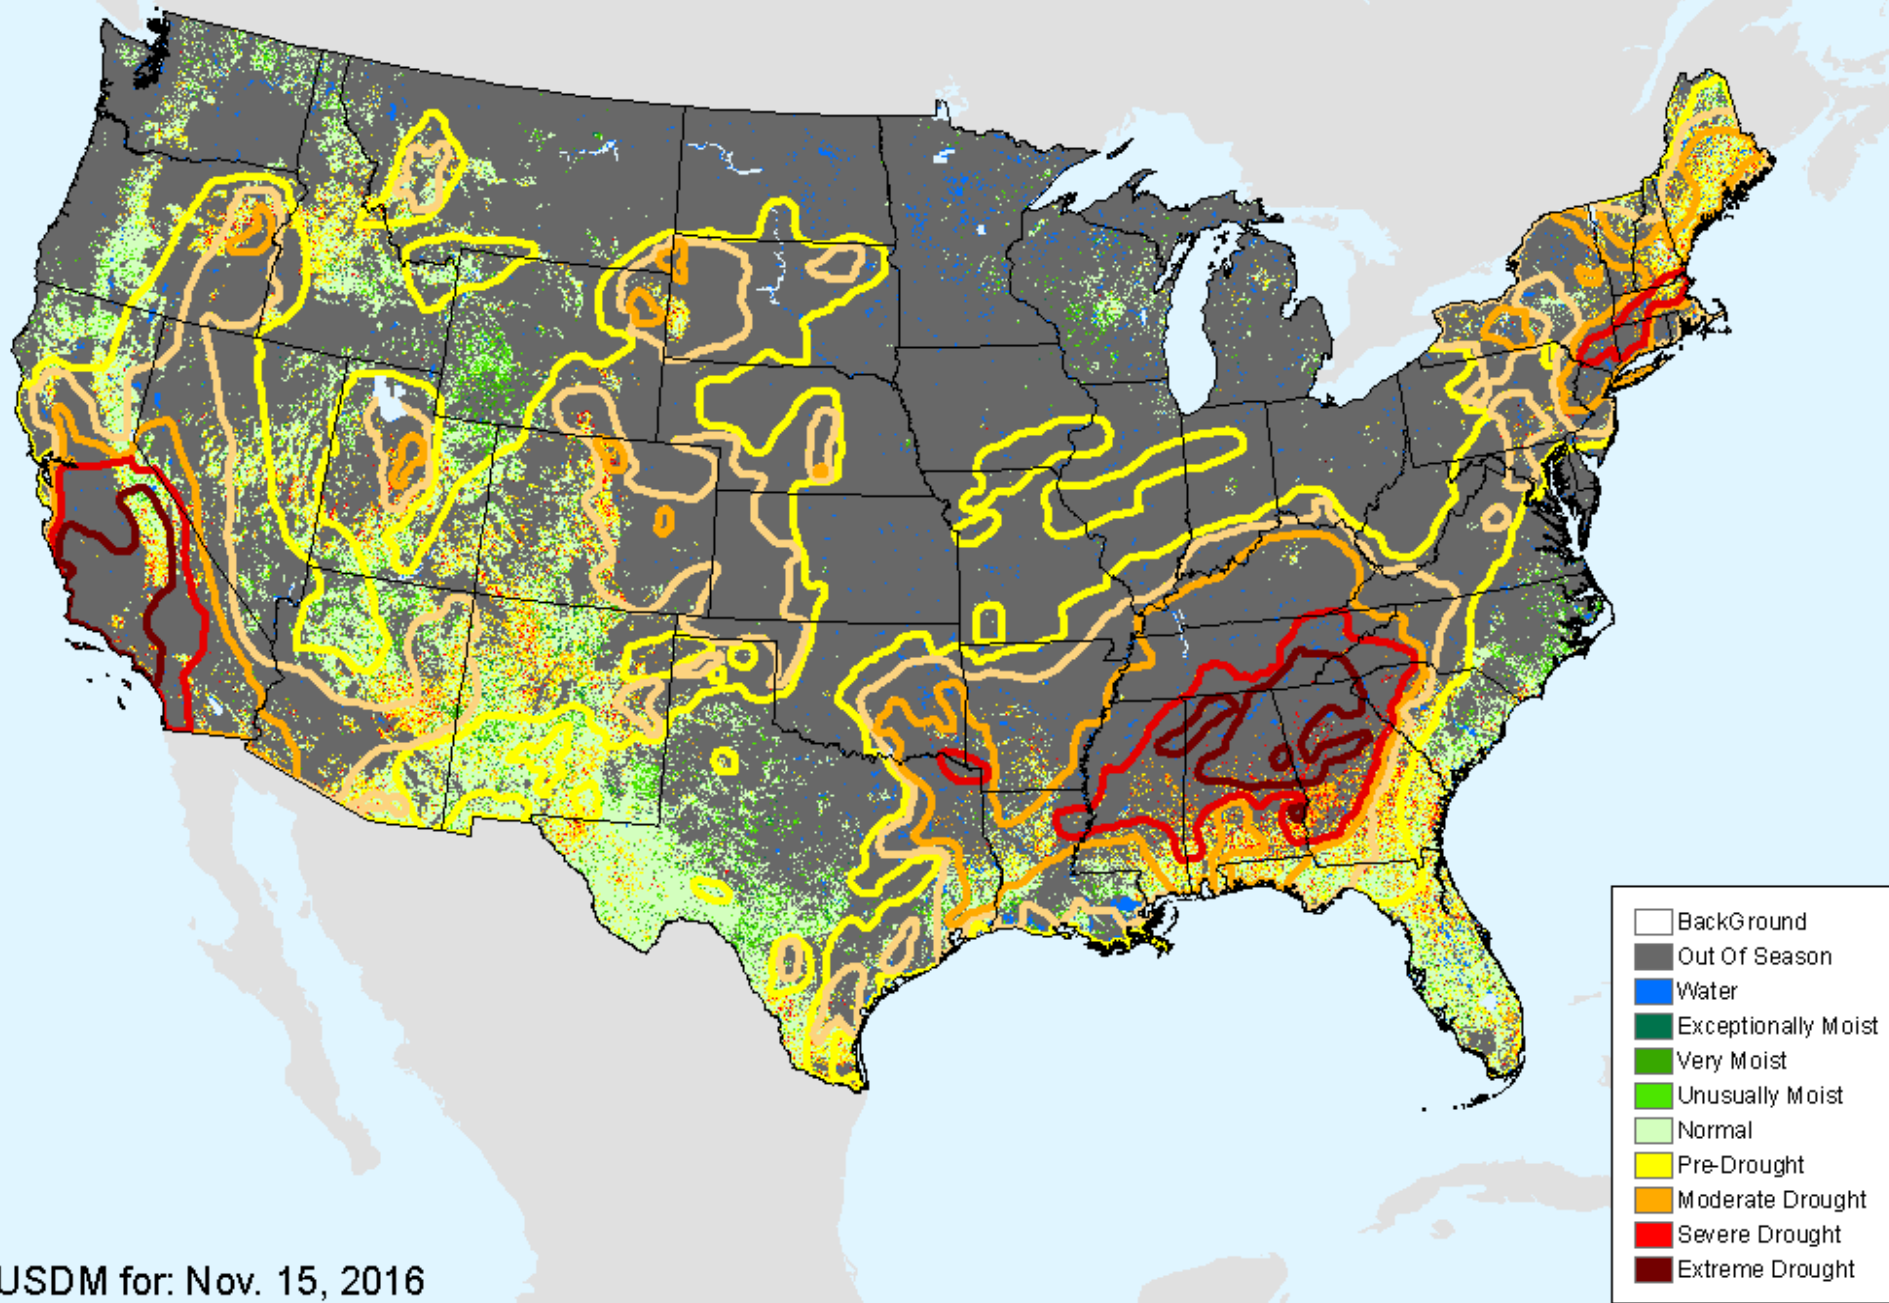 BackGround
Out Of Season
Water
Exceptionally Moist
Very Moist
Unusually Moist
Normal
Pre-Drought
Moderate Drought
Severe Drought
Extreme Drought
USDM for: Nov. 15, 2016